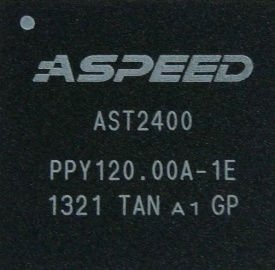 ASPEED
AST2400
PPY120.00A-1E
1321 TAN A1 GP